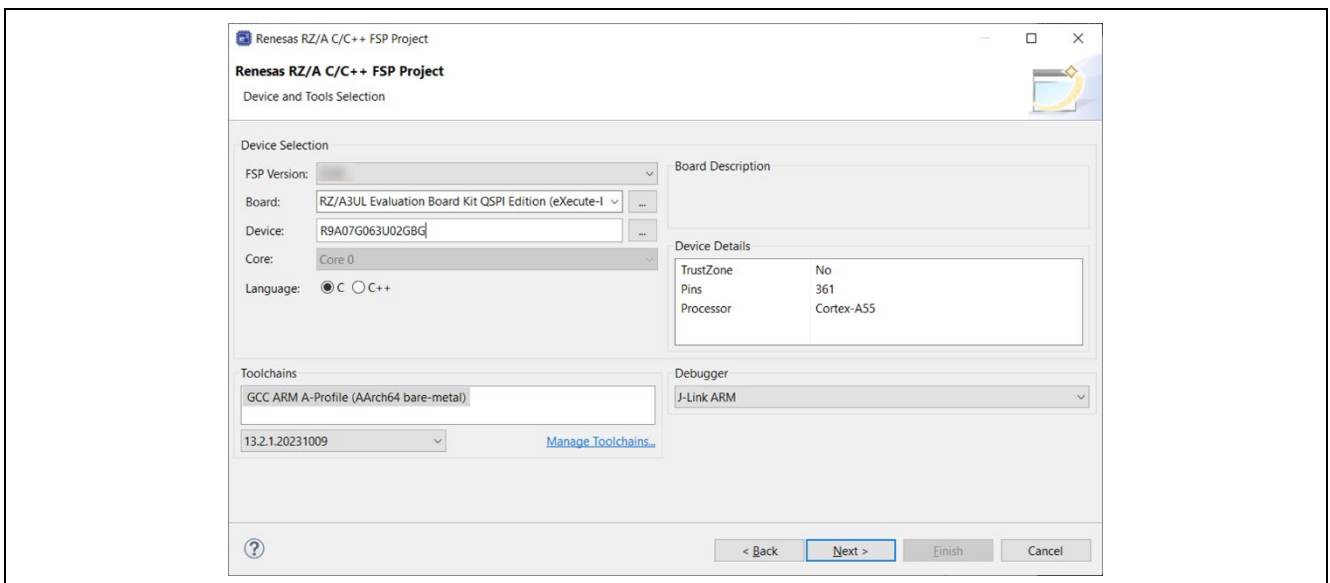 Renesas RZ/A C/C++ FSP Project
Renesas RZ/A C/C++ FSP Project
Device and Tools Selection
Device Selection
FSP Version:
Board: RZ/A3UL Evaluation Board Kit QSPI Edition (eXecute-I ...
Device: R9A07G063U02GBG ...
Core: Core 0
Language: C C++
Board Description
Device Details
TrustZone No
Pins 361
Processor Cortex-A55
Toolchains
GCC ARM A-Profile (AArch64 bare-metal)
13.2.1.20231009 Manage Toolchains...
Debugger
J-Link ARM
? < Back Next > Finish Cancel